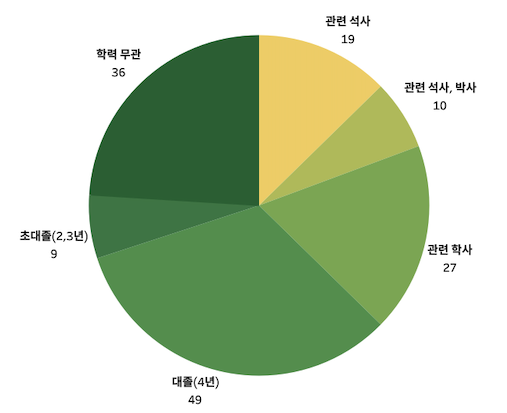 관련 석사
19
관련 석사, 박사
10
관련 학사
27
대졸(4년)
49
초대졸(2,3년)
9
학력 무관
36